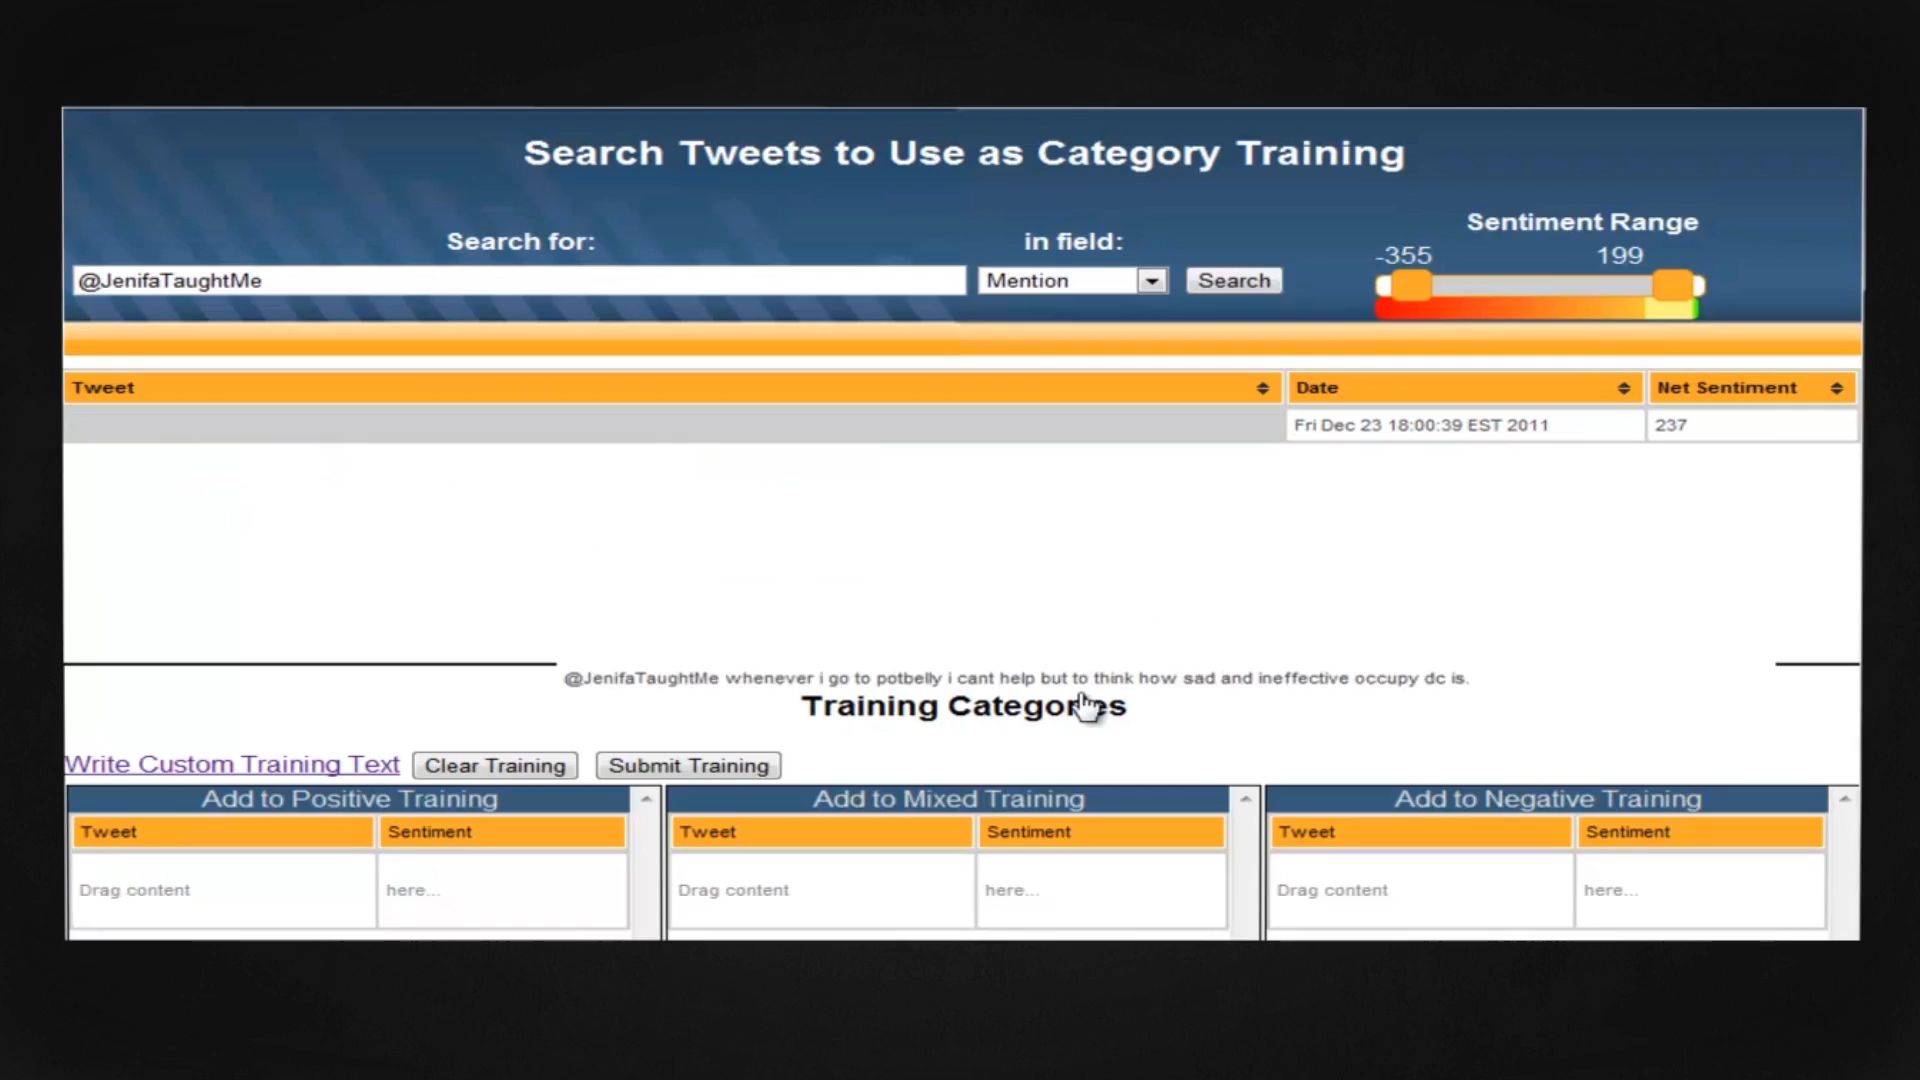 Search Tweets to Use as Category Training
Sentiment Range
Search for:
in field:
-355
199
@JenifaTaughtMe
Mention
Search
Tweet
Date
Net Sentiment
Fri Dec 23 18:00:39 EST 2011
237
@JenifaTaughtMe whenever i go to potbelly i cant help but to think how sad and ineffective occupy dc is.
Training Categories
Write Custom Training Text
Clear Training
Submit Training
Add to Positive Training
Add to Mixed Training
Add to Negative Training
Tweet
Sentiment
Tweet
Sentiment
Tweet
Sentiment
Drag content
here...
Drag content
here...
Drag content
here...